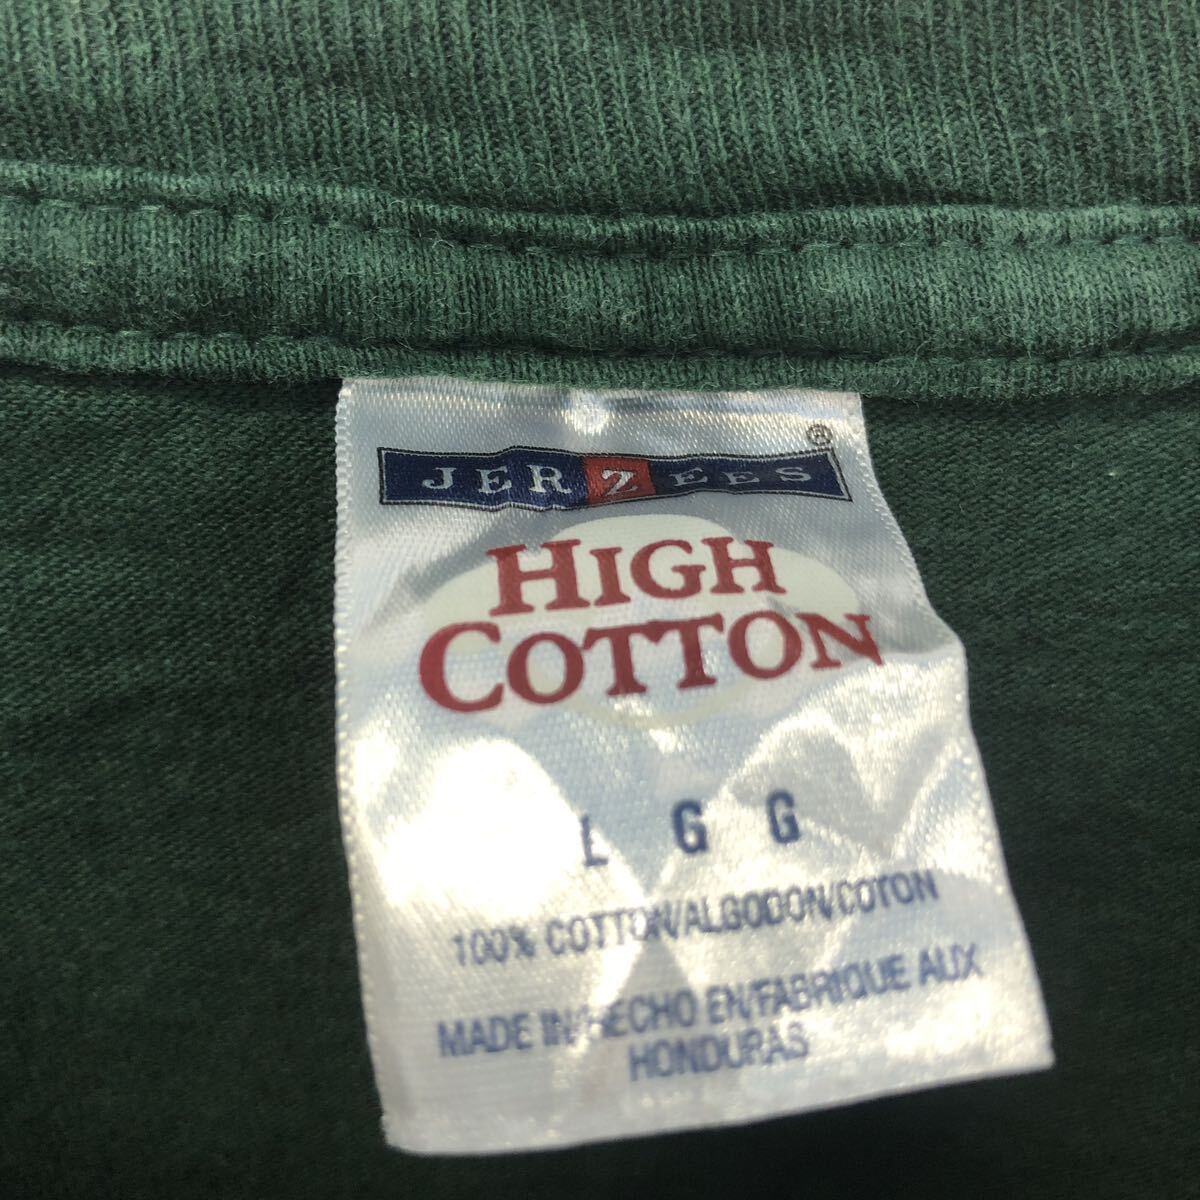 JERZEES®
HIGH
COTTON
L G G
100% COTTON/ALGODON/COTON
MADE IN/HECHO EN/FABRIQUE AUX
HONDURAS